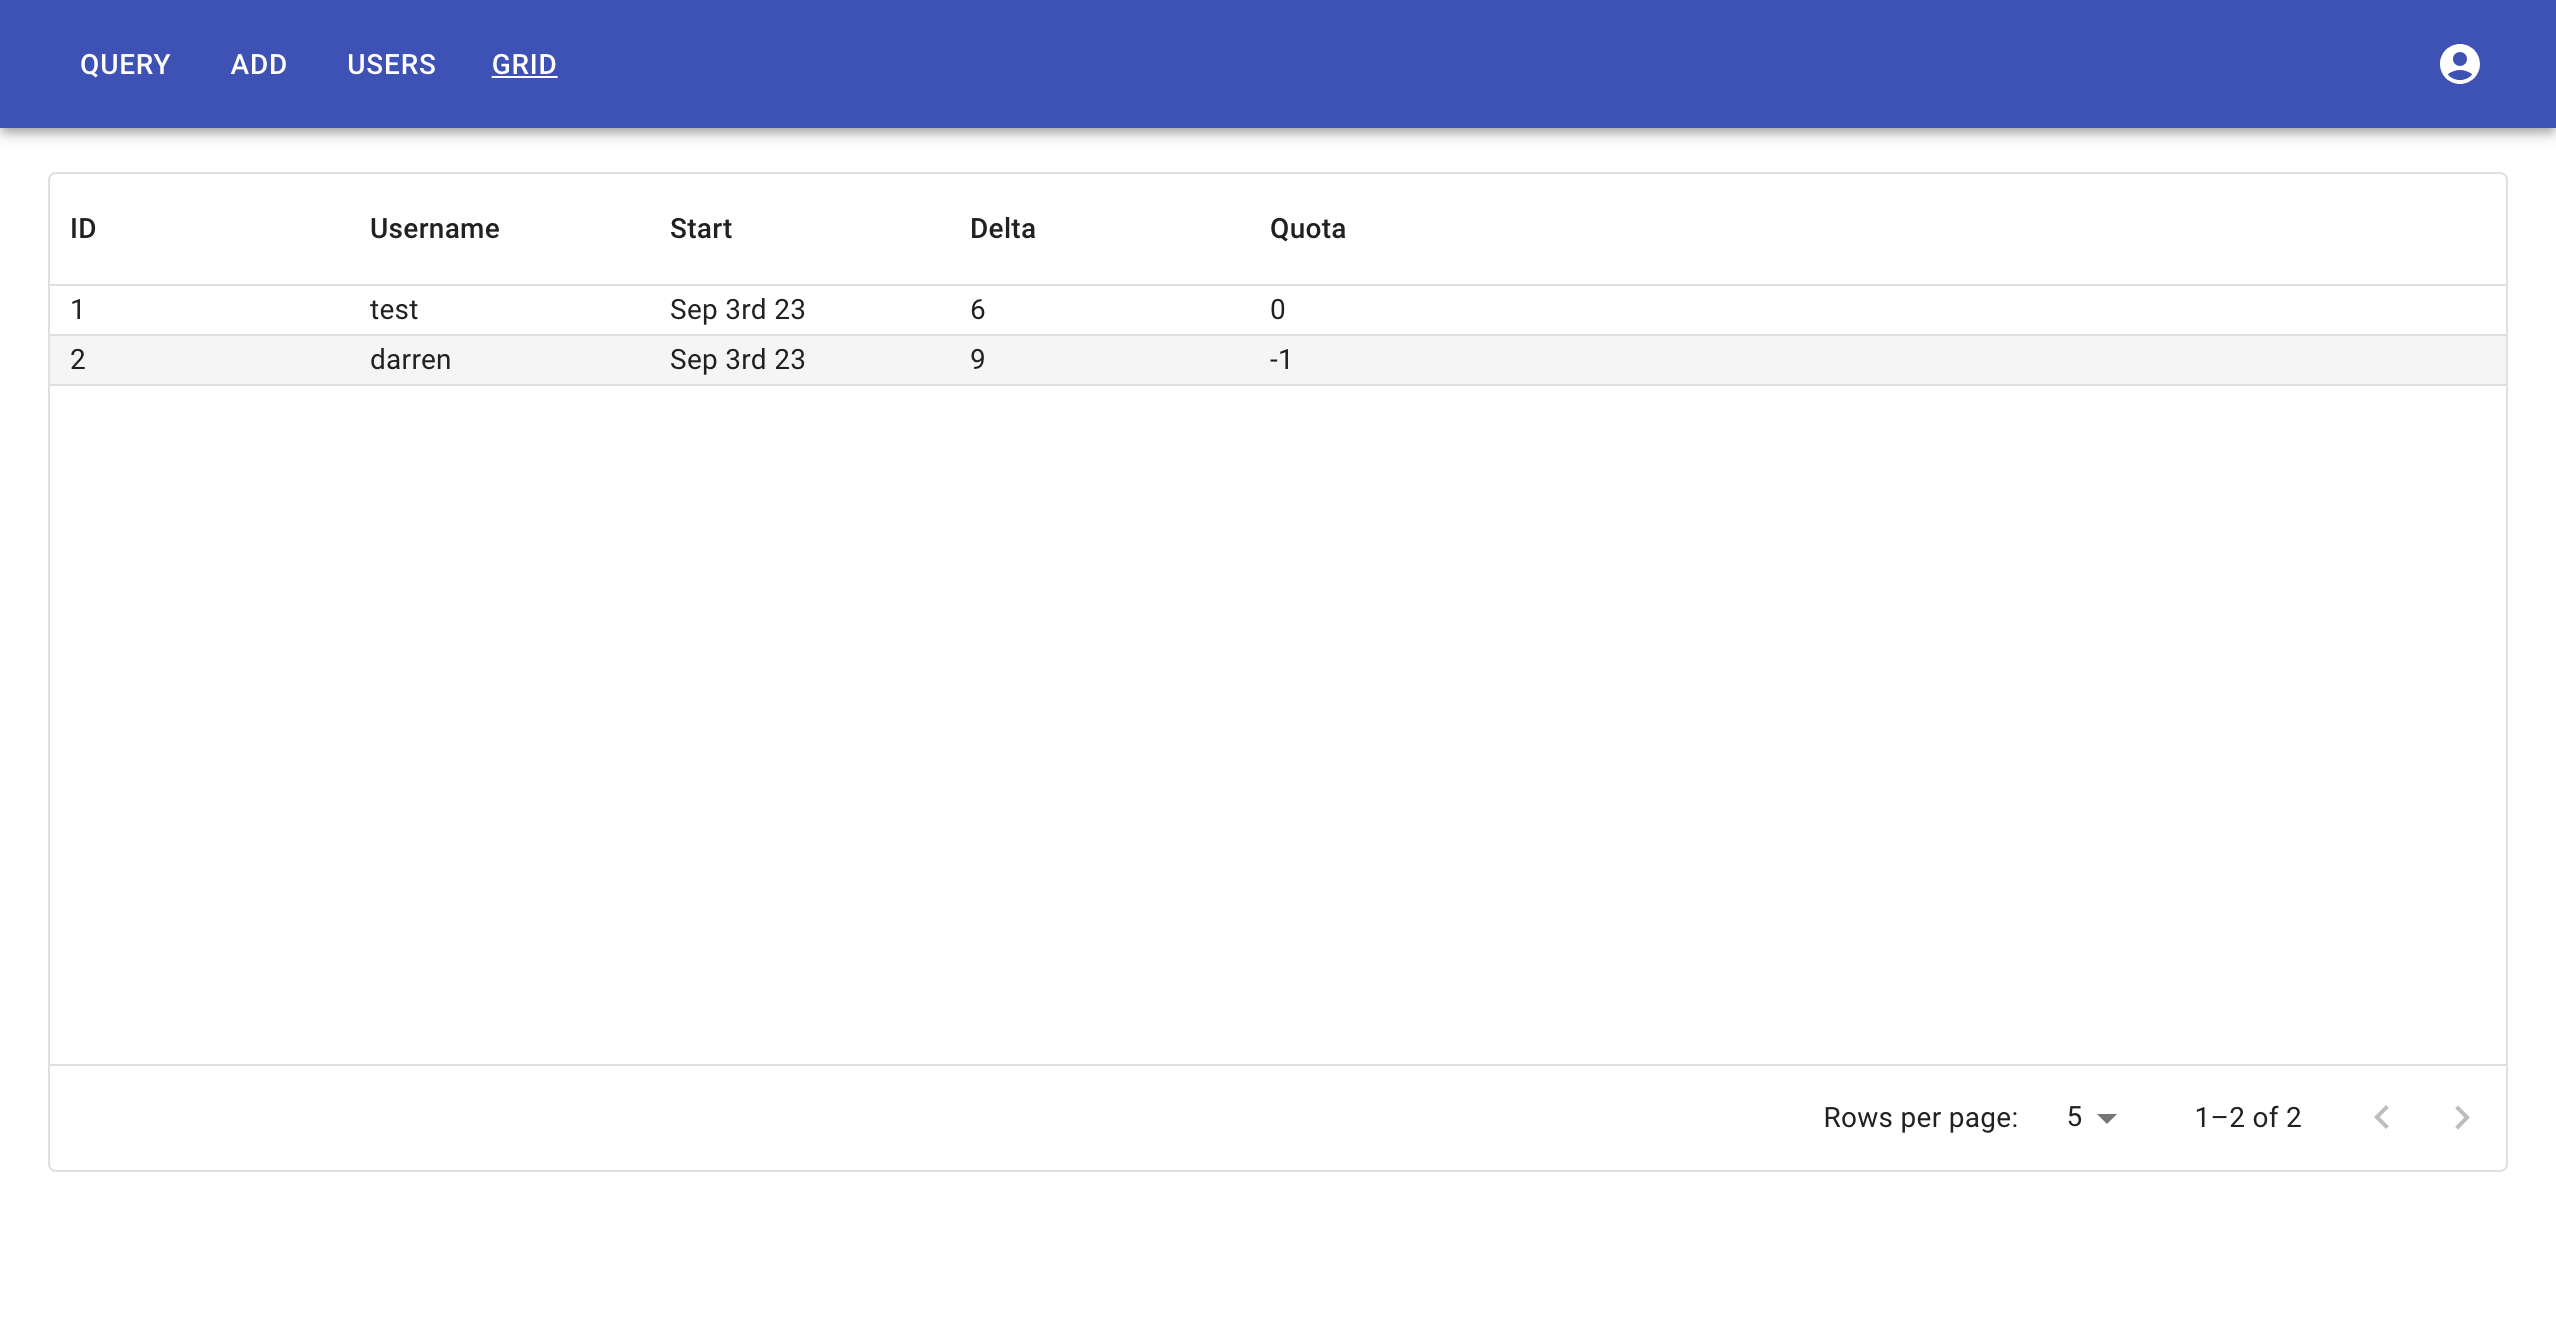 QUERY ADD USERS GRID
ID Username Start Delta Quota
1 test Sep 3rd 23 6 0
2 darren Sep 3rd 23 9 -1
Rows per page: 5 1–2 of 2